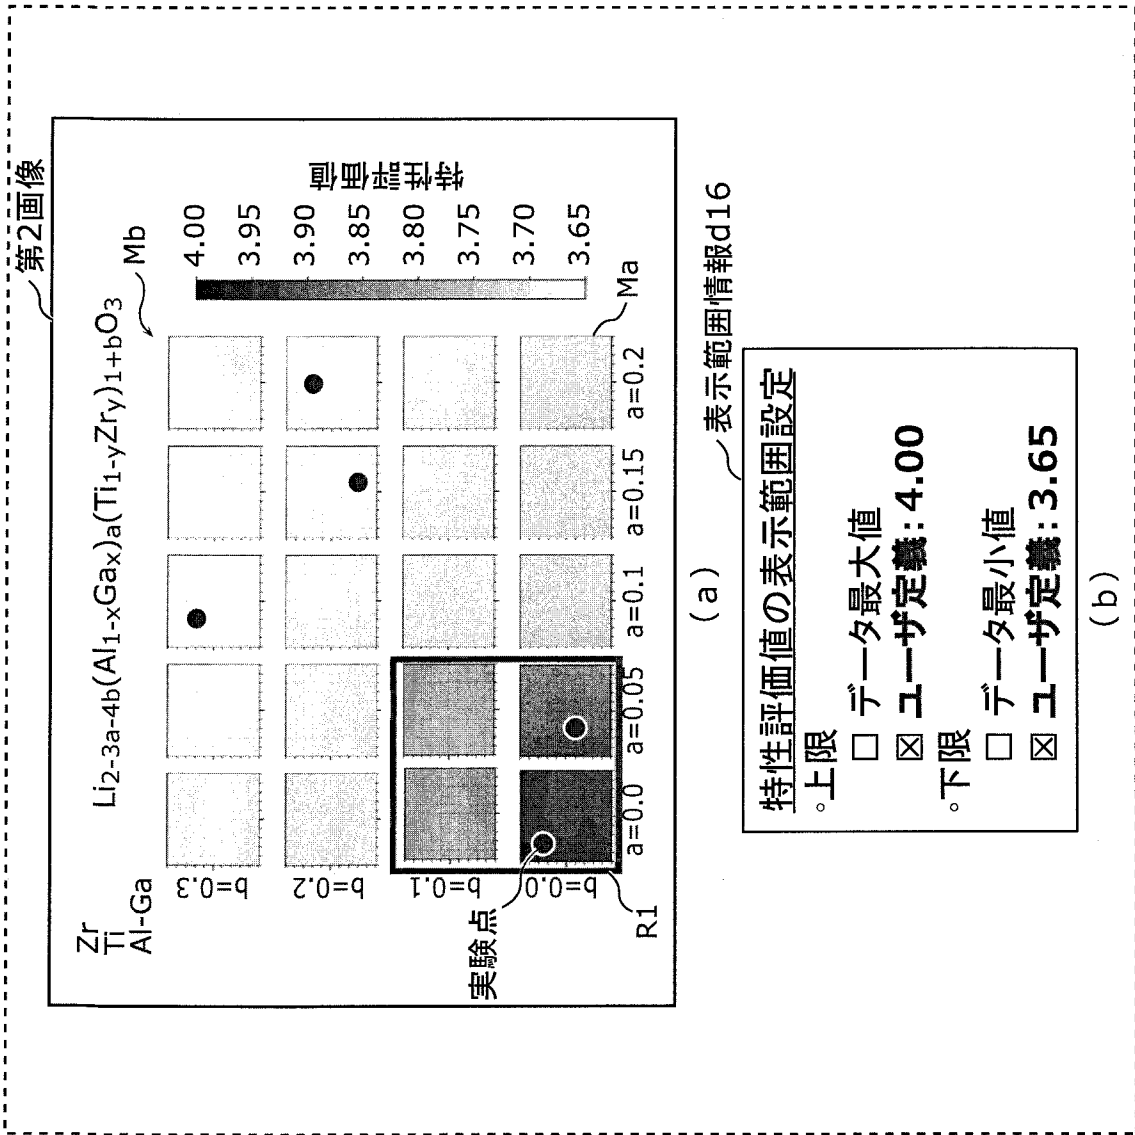 第2画像
Zr
Ti
Al-Ga
Li2-3a-4b(Al1-xGax)a(Ti1-yZry)1+bO3
Mb
b=0.3
b=0.2
b=0.1
b=0.0
a=0.0
a=0.05
a=0.1
a=0.15
a=0.2
4.00
3.95
3.90
3.85
3.80
3.75
3.70
3.65
特性評価値
実験点
R1
Ma
(a)
表示範囲情報d16
特性評価値の表示範囲設定
。上限
☐ データ最大値
☒ ユーザ定義:4.00
。下限
☐ データ最小値
☒ ユーザ定義:3.65
(b)